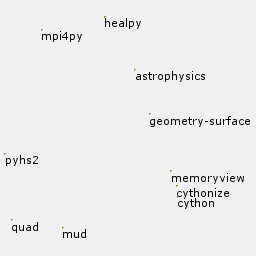 healpy
mpi4py
astrophysics
geometry-surface
pyhs2
memoryview
cythonize
cython
quad
mud